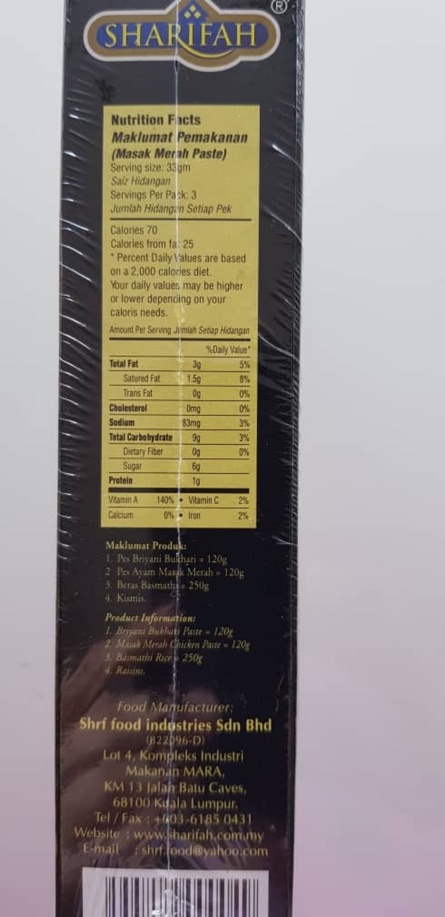 SHARIFAH ®
Nutrition Facts
Maklumat Pemakanan
(Masak Merah Paste)
Serving size: 33gm
Saiz Hidangan
Servings Per Pack: 3
Jumlah Hidangan Setiap Pek
Calories 70
Calories from fat 25
* Percent Daily Values are based
on a 2,000 calories diet.
Your daily values may be higher
or lower depending on your
caloris needs.
Amount Per Serving Jumlah Setiap Hidangan
%Daily Value*
Total Fat 3g 5%
Satured Fat 1.5g 8%
Trans Fat 0g 0%
Cholesterol 0mg 0%
Sodium 83mg 3%
Total Carbohydrate 9g 3%
Dietary Fiber 0g 0%
Sugar 6g
Protein 1g
Vitamin A 140% • Vitamin C 2%
Calcium 0% • Iron 2%
Maklumat Produk:
1. Pes Briyani Bukhari = 120g
2. Pes Ayam Masak Merah = 120g
3. Beras Basmathi = 250g
4. Kismis.
Product Information:
1. Briyani Bukhari Paste = 120g
2. Masak Merah Chicken Paste = 120g
3. Basmathi Rice = 250g
4. Raisins.
Food Manufacturer:
Shrf food industries Sdn Bhd
(822096-D)
Lot 4, Kompleks Industri
Makanan MARA,
KM 13 Jalan Batu Caves,
68100 Kuala Lumpur.
Tel / Fax : +603-6185 0431
Website : www.sharifah.com.my
E-mail : shrf_food@yahoo.com